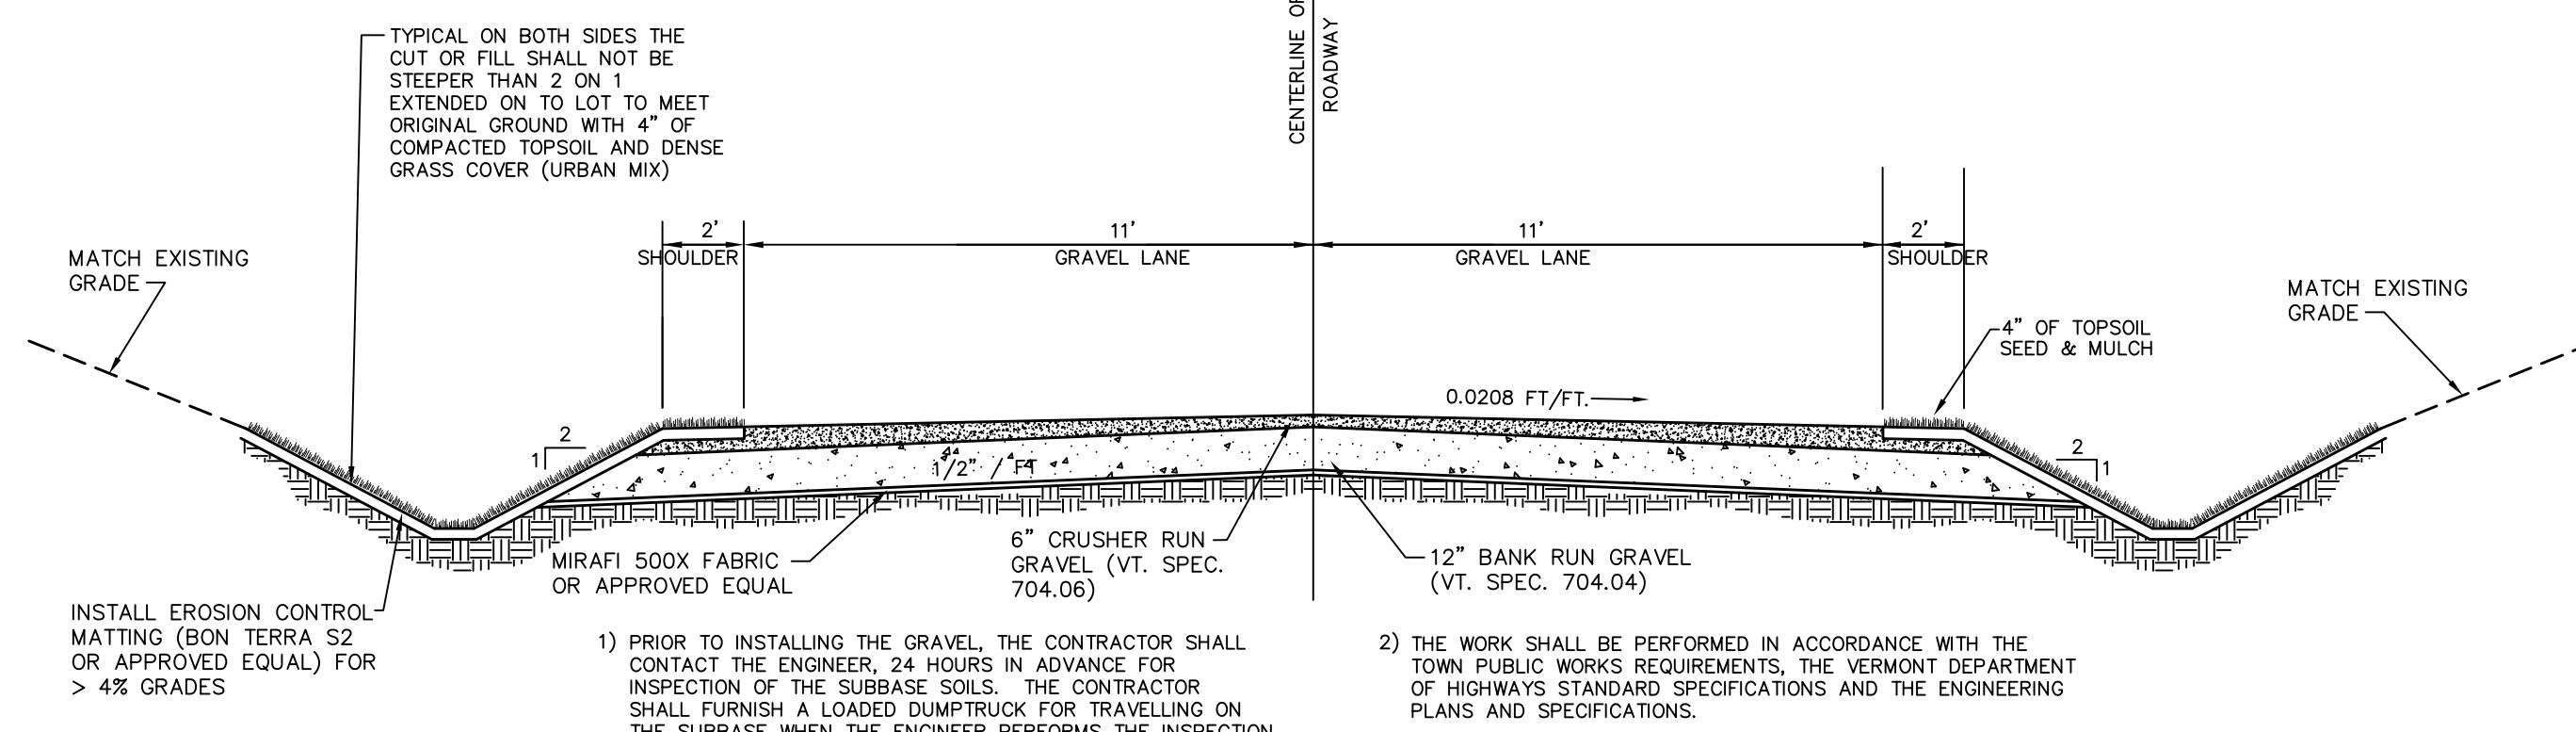 TYPICAL ON BOTH SIDES THE
CUT OR FILL SHALL NOT BE
STEEPER THAN 2 ON 1
EXTENDED ON TO LOT TO MEET
ORIGINAL GROUND WITH 4" OF
COMPACTED TOPSOIL AND DENSE
GRASS COVER (URBAN MIX)
CENTERLINE OF
ROADWAY
2'
SHOULDER
11'
GRAVEL LANE
11'
GRAVEL LANE
2'
SHOULDER
MATCH EXISTING
GRADE
MATCH EXISTING
GRADE
4" OF TOPSOIL
SEED & MULCH
0.0208 FT/FT.
2
1
2
1
1/2" / FT
MIRAFI 500X FABRIC
OR APPROVED EQUAL
6" CRUSHER RUN
GRAVEL (VT. SPEC.
704.06)
12" BANK RUN GRAVEL
(VT. SPEC. 704.04)
INSTALL EROSION CONTROL
MATTING (BON TERRA S2
OR APPROVED EQUAL) FOR
> 4% GRADES
1) PRIOR TO INSTALLING THE GRAVEL, THE CONTRACTOR SHALL
CONTACT THE ENGINEER, 24 HOURS IN ADVANCE FOR
INSPECTION OF THE SUBBASE SOILS. THE CONTRACTOR
SHALL FURNISH A LOADED DUMPTRUCK FOR TRAVELLING ON
THE SUBBASE WHEN THE ENGINEER PERFORMS THE INSPECTION
2) THE WORK SHALL BE PERFORMED IN ACCORDANCE WITH THE
TOWN PUBLIC WORKS REQUIREMENTS, THE VERMONT DEPARTMENT
OF HIGHWAYS STANDARD SPECIFICATIONS AND THE ENGINEERING
PLANS AND SPECIFICATIONS.